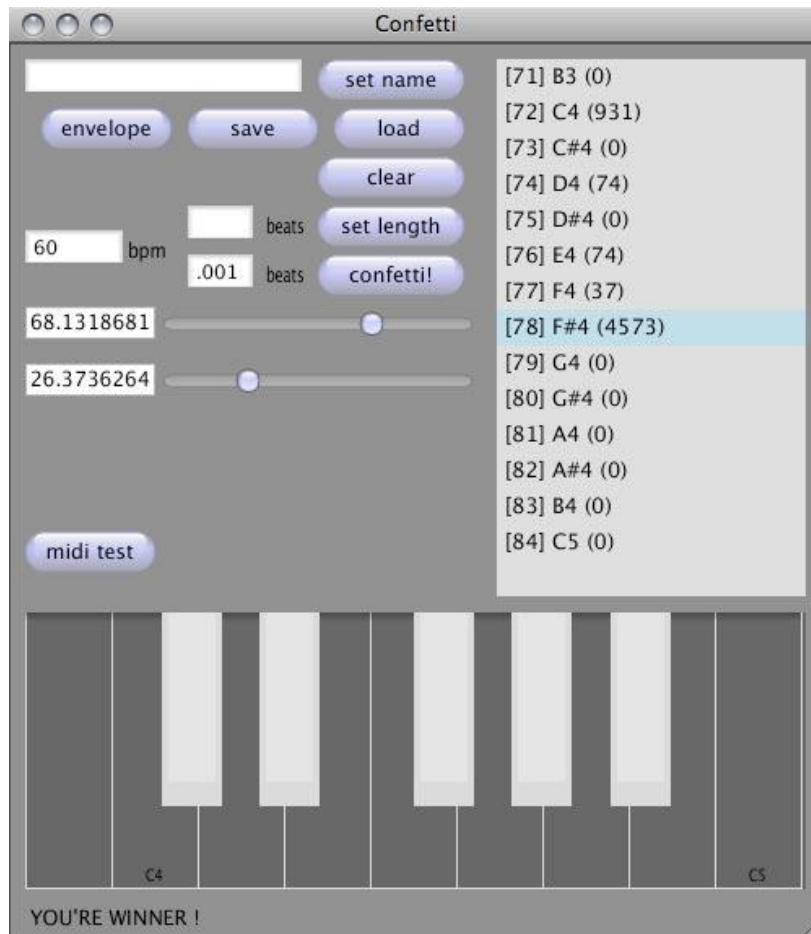 Confetti
set name
envelope save load
clear
beats set length
60 bpm
.001 beats confetti!
68.1318681
26.3736264
midi test
[71] B3 (0)
[72] C4 (931)
[73] C#4 (0)
[74] D4 (74)
[75] D#4 (0)
[76] E4 (74)
[77] F4 (37)
[78] F#4 (4573)
[79] G4 (0)
[80] G#4 (0)
[81] A4 (0)
[82] A#4 (0)
[83] B4 (0)
[84] C5 (0)
C4 C5
YOU'RE WINNER !